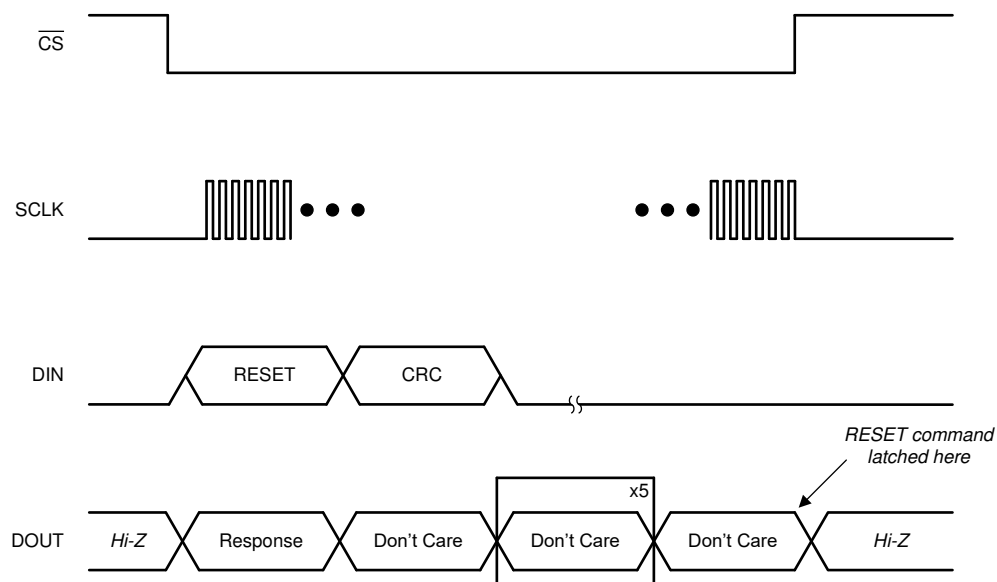 C̅S̅
SCLK
DIN
RESET
CRC
RESET command
latched here
x5
DOUT
Hi-Z
Response
Don't Care
Don't Care
Don't Care
Hi-Z